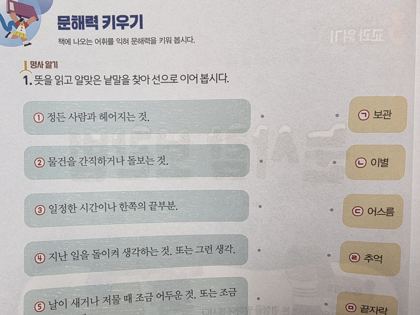 문해력 키우기
책에 나오는 어휘를 익혀 문해력을 키워 봅시다.
명사 알기
1. 뜻을 읽고 알맞은 낱말을 찾아 선으로 이어 봅시다.
① 정든 사람과 헤어지는 것.
㉠ 보관
② 물건을 간직하거나 돌보는 것.
㉡ 이별
③ 일정한 시간이나 한쪽의 끝부분.
㉢ 어스름
④ 지난 일을 돌이켜 생각하는 것. 또는 그런 생각.
㉣ 추억
⑤ 날이 새거나 저물 때 조금 어두운 것. 또는 조금
㉤ 끝자락